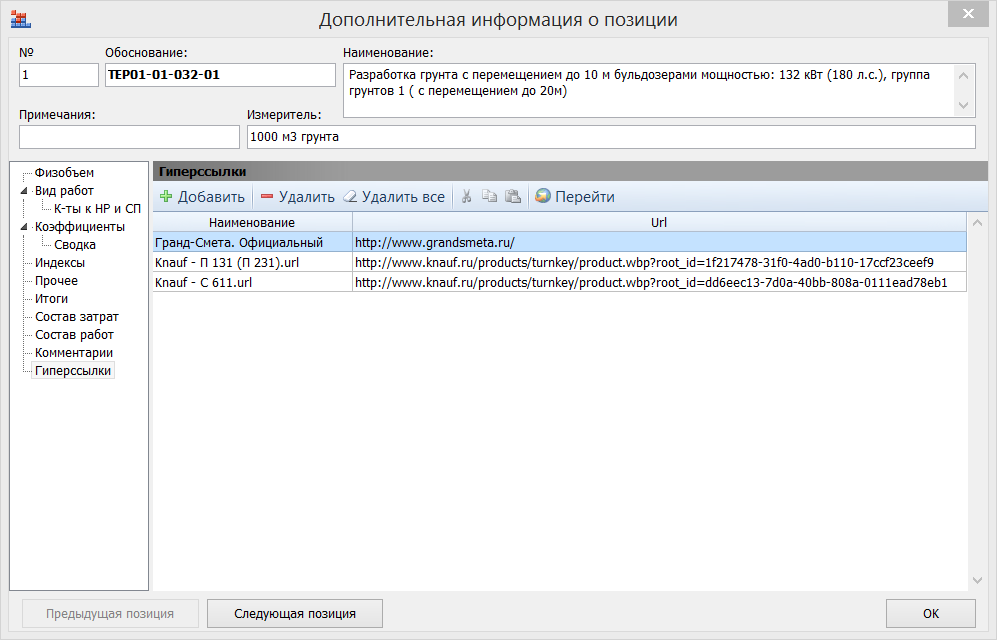 Дополнительная информация о позиции
№
Обоснование:
Наименование:
1
ТЕР01-01-032-01
Разработка грунта с перемещением до 10 м бульдозерами мощностью: 132 кВт (180 л.с.), группа
грунтов 1 ( с перемещением до 20м)
Примечания:
Измеритель:
1000 м3 грунта
Физобъем
Вид работ
К-ты к НР и СП
Коэффициенты
Сводка
Индексы
Прочее
Итоги
Состав затрат
Состав работ
Комментарии
Гиперссылки
Гиперссылки
Добавить Удалить Удалить все Перейти
Наименование Url
Гранд-Смета. Официальный http://www.grandsmeta.ru/
Knauf - П 131 (П 231).url http://www.knauf.ru/products/turnkey/product.wbp?root_id=1f217478-31f0-4ad0-b110-17ccf23ceef9
Knauf - С 611.url http://www.knauf.ru/products/turnkey/product.wbp?root_id=dd6eec13-7d0a-40bb-808a-0111ead78eb1
Предыдущая позиция Следующая позиция ОК